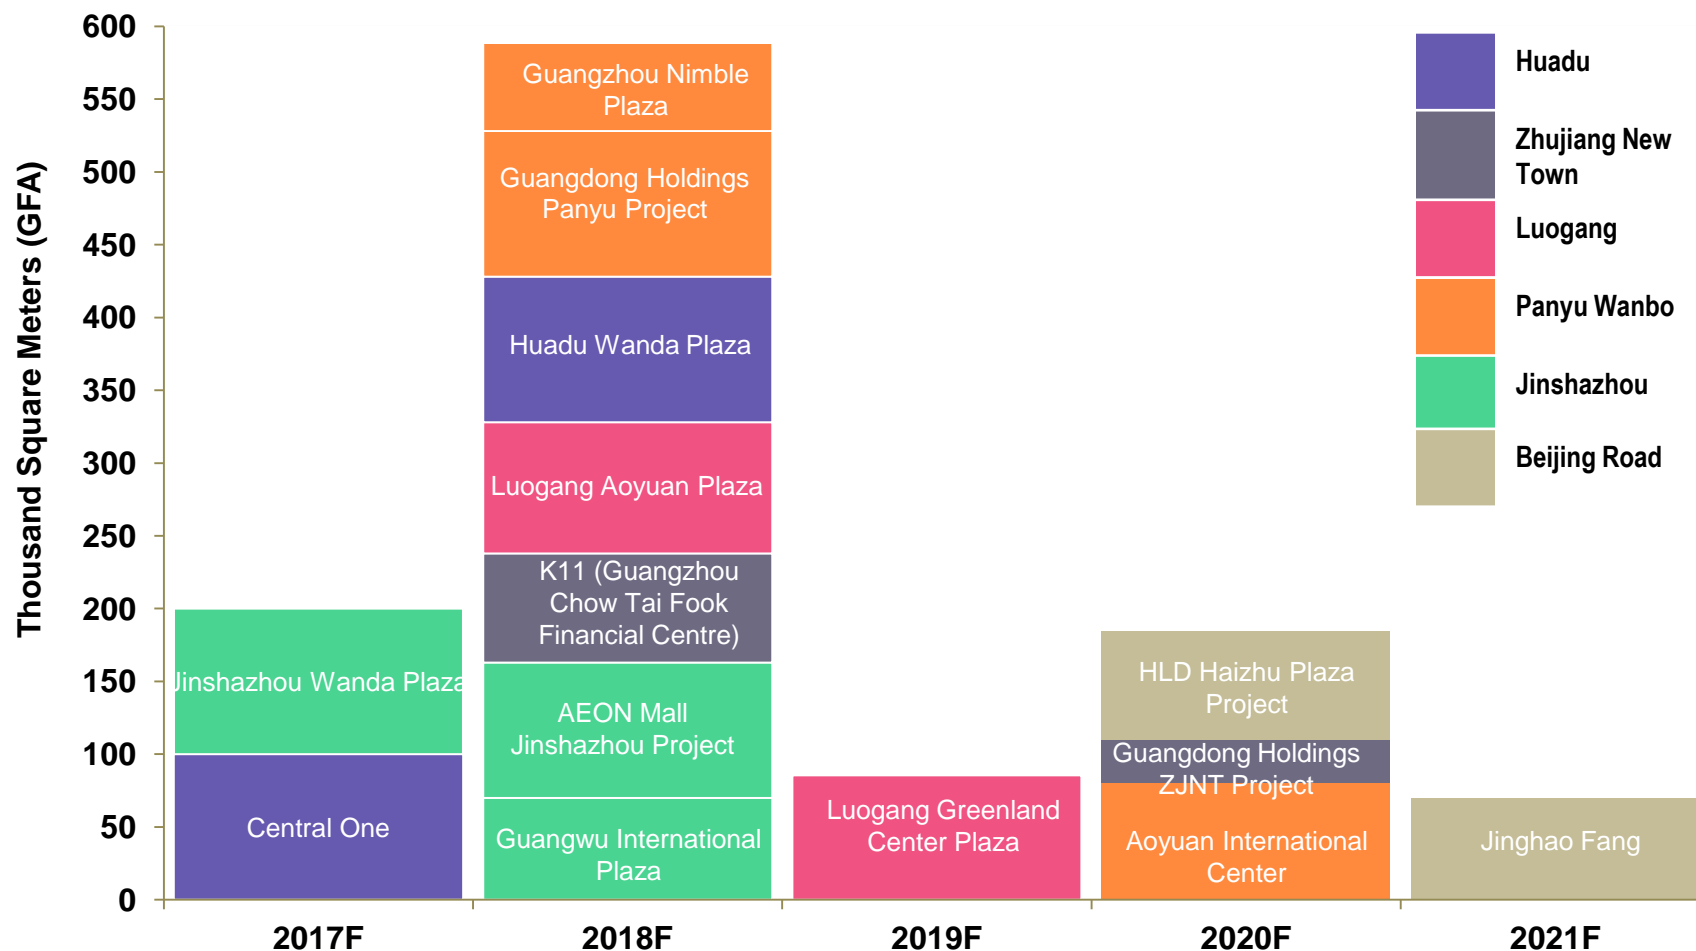 Thousand Square Meters (GFA)
600
550
500
450
400
350
300
250
200
150
100
50
0
Jinshazhou Wanda Plaza
Central One
Guangzhou Nimble
Plaza
Guangdong Holdings
Panyu Project
Huadu Wanda Plaza
Luogang Aoyuan Plaza
K11 (Guangzhou
Chow Tai Fook
Financial Centre)
AEON Mall
Jinshazhou Project
Guangwu International
Plaza
Luogang Greenland
Center Plaza
HLD Haizhu Plaza
Project
Guangdong Holdings
ZJNT Project
Aoyuan International
Center
Jinghao Fang
2017F
2018F
2019F
2020F
2021F
Huadu
Zhujiang New
Town
Luogang
Panyu Wanbo
Jinshazhou
Beijing Road